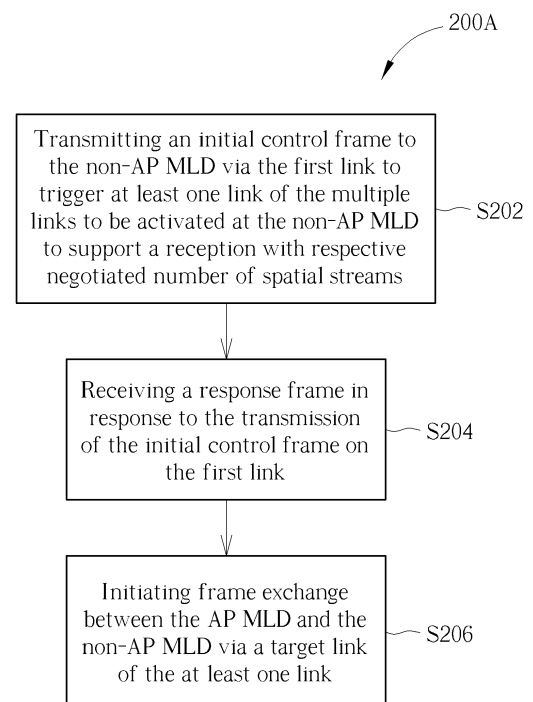 200A
Transmitting an initial control frame to
the non-AP MLD via the first link to
trigger at least one link of the multiple
links to be activated at the non-AP MLD
to support a reception with respective
negotiated number of spatial streams
S202
Receiving a response frame in
response to the transmission
of the initial control frame on
the first link
S204
Initiating frame exchange
between the AP MLD and the
non-AP MLD via a target link
of the at least one link
S206